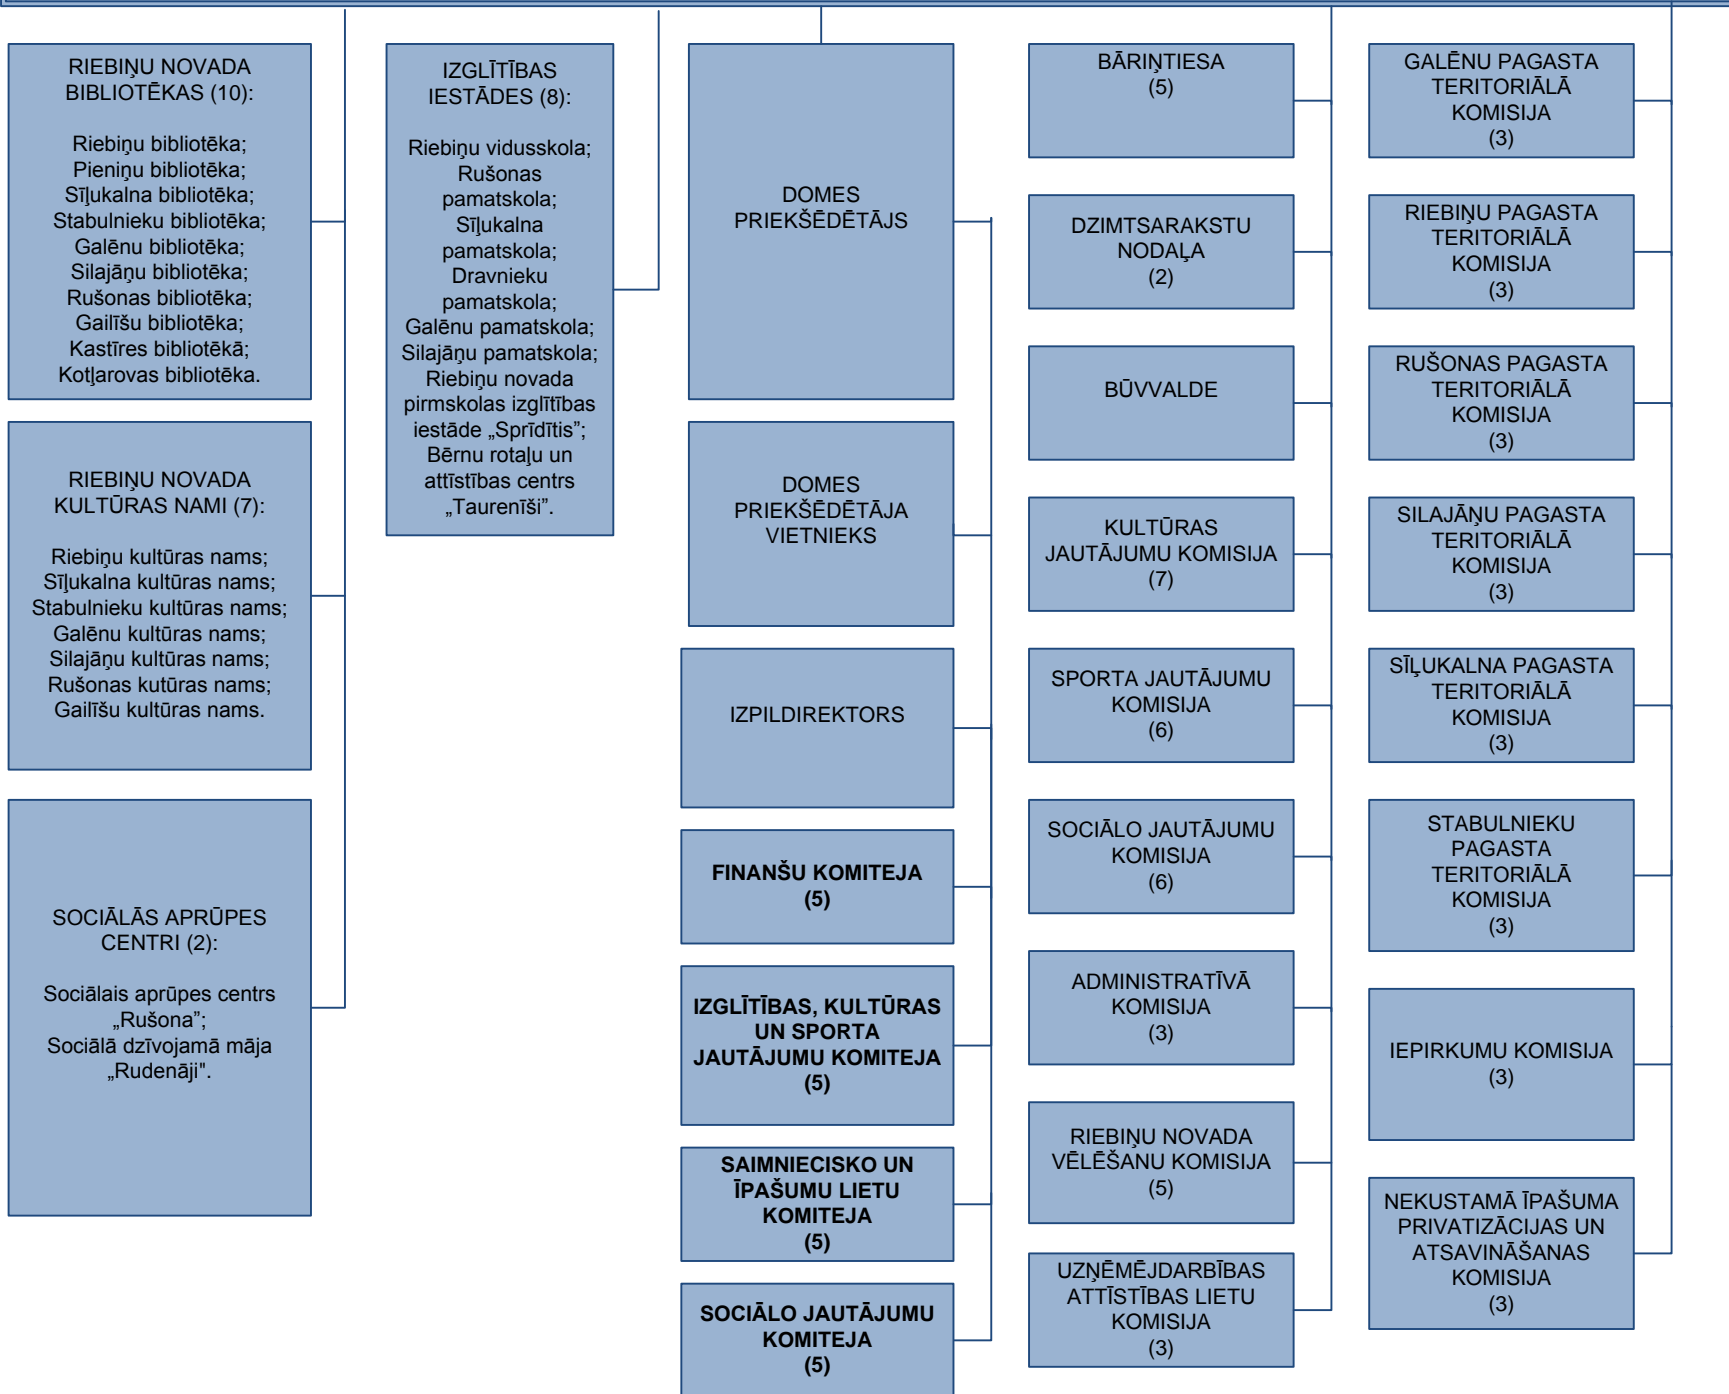 RIEBIŅU NOVADA
BIBLIOTĒKAS (10):
Riebiņu bibliotēka;
Pieniņu bibliotēka;
Sīļukalna bibliotēka;
Stabulnieku bibliotēka;
Galēnu bibliotēka;
Silajāņu bibliotēka;
Rušonas bibliotēka;
Gailīšu bibliotēka;
Kastīres bibliotēkā;
Kotļarovas bibliotēka.
RIEBIŅU NOVADA
KULTŪRAS NAMI (7):
Riebiņu kultūras nams;
Sīļukalna kultūras nams;
Stabulnieku kultūras nams;
Galēnu kultūras nams;
Silajāņu kultūras nams;
Rušonas kutūras nams;
Gailīšu kultūras nams.
SOCIĀLĀS APRŪPES
CENTRI (2):
Sociālais aprūpes centrs
„Rušona”;
Sociālā dzīvojamā māja
„Rudenāji".
IZGLĪTĪBAS
IESTĀDES (8):
Riebiņu vidusskola;
Rušonas
pamatskola;
Sīļukalna
pamatskola;
Dravnieku
pamatskola;
Galēnu pamatskola;
Silajāņu pamatskola;
Riebiņu novada
pirmskolas izglītības
iestāde „Sprīdītis”;
Bērnu rotaļu un
attīstības centrs
„Taurenīši”.
DOMES
PRIEKŠĒDĒTĀJS
DOMES
PRIEKŠĒDĒTĀJA
VIETNIEKS
IZPILDIREKTORS
FINANŠU KOMITEJA
(5)
IZGLĪTĪBAS, KULTŪRAS
UN SPORTA
JAUTĀJUMU KOMITEJA
(5)
SAIMNIECISKO UN
ĪPAŠUMU LIETU
KOMITEJA
(5)
SOCIĀLO JAUTĀJUMU
KOMITEJA
(5)
BĀRIŅTIESA
(5)
DZIMTSARAKSTU
NODAĻA
(2)
BŪVVALDE
KULTŪRAS
JAUTĀJUMU KOMISIJA
(7)
SPORTA JAUTĀJUMU
KOMISIJA
(6)
SOCIĀLO JAUTĀJUMU
KOMISIJA
(6)
ADMINISTRATĪVĀ
KOMISIJA
(3)
RIEBIŅU NOVADA
VĒLĒŠANU KOMISIJA
(5)
UZŅĒMĒJDARBĪBAS
ATTĪSTĪBAS LIETU
KOMISIJA
(3)
GALĒNU PAGASTA
TERITORIĀLĀ
KOMISIJA
(3)
RIEBIŅU PAGASTA
TERITORIĀLĀ
KOMISIJA
(3)
RUŠONAS PAGASTA
TERITORIĀLĀ
KOMISIJA
(3)
SILAJĀŅU PAGASTA
TERITORIĀLĀ
KOMISIJA
(3)
SĪĻUKALNA PAGASTA
TERITORIĀLĀ
KOMISIJA
(3)
STABULNIEKU
PAGASTA
TERITORIĀLĀ
KOMISIJA
(3)
IEPIRKUMU KOMISIJA
(3)
NEKUSTAMĀ ĪPAŠUMA
PRIVATIZĀCIJAS UN
ATSAVINĀŠANAS
KOMISIJA
(3)